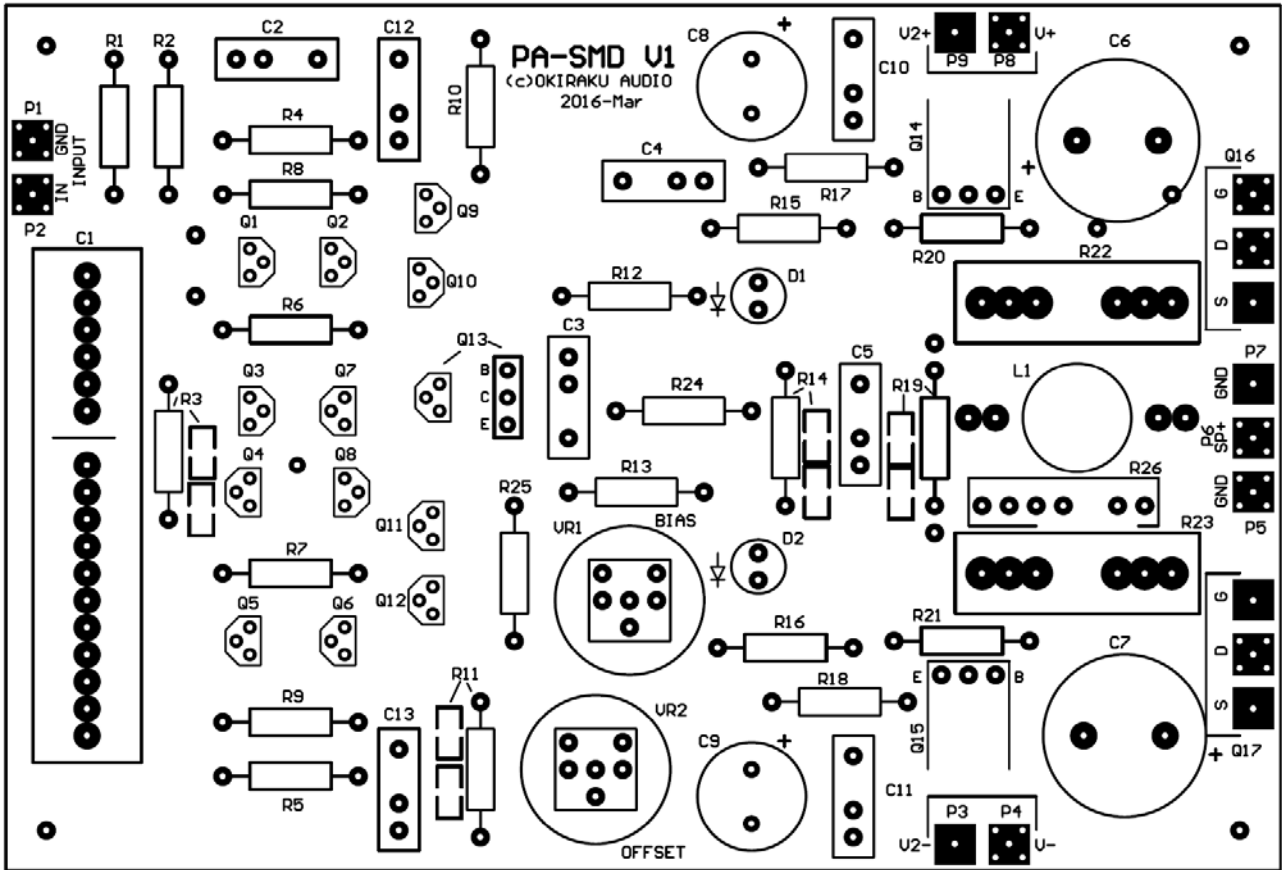 R1
R2
C2
C12
R10
PA-SMD V1
(c)OKIRAKU AUDIO
2016-Mar
C8
+
C10
V2+
P9
P8
V+
C6
P1
GND
INPUT
IN
P2
R4
R8
C4
R17
Q14
+
B
E
Q16
G
D
S
C1
Q1
Q2
Q9
Q10
R15
R20
R22
R12
D1
R6
Q13
B
C
E
C3
R3
Q3
Q7
R24
R14
C5
R19
L1
P7
GND
P6
SP+
GND
P5
Q4
Q8
R13
R25
R26
Q11
VR1
BIAS
D2
R23
R7
Q12
G
D
S
Q5
Q6
R16
R21
E
B
C7
R11
R18
Q15
R9
C13
VR2
C9
+
+
Q17
R5
C11
P3
P4
V2-
V-
OFFSET